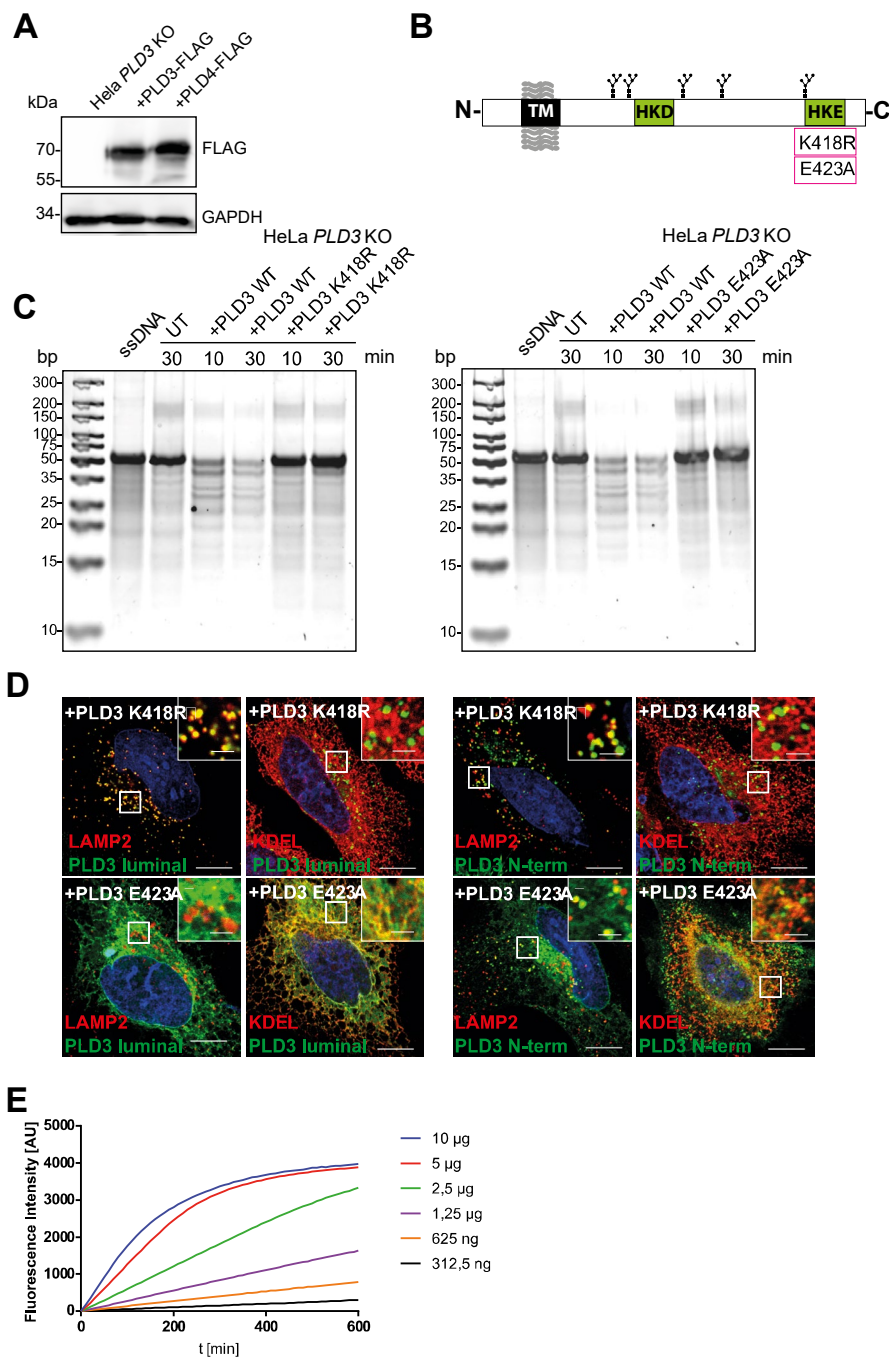 A
Hela PLD3 KO
+PLD3-FLAG
+PLD4-FLAG
kDa
70-
55-
34-
FLAG
GAPDH
B
N-
TM
HKD
HKE
-C
K418R
E423A
C
HeLa PLD3 KO
ssDNA
UT
+PLD3 WT
+PLD3 WT
+PLD3 K418R
+PLD3 K418R
bp
30
10
30
10
30
min
300
200
150
100
75
50
35
25
20
15
10
HeLa PLD3 KO
ssDNA
UT
+PLD3 WT
+PLD3 WT
+PLD3 E423A
+PLD3 E423A
bp
30
10
30
10
30
min
300
200
150
100
75
50
35
25
20
15
10
D
+PLD3 K418R
LAMP2
PLD3 luminal
+PLD3 K418R
KDEL
PLD3 luminal
+PLD3 K418R
LAMP2
PLD3 N-term
+PLD3 K418R
KDEL
PLD3 N-term
+PLD3 E423A
LAMP2
PLD3 luminal
+PLD3 E423A
KDEL
PLD3 luminal
+PLD3 E423A
LAMP2
PLD3 N-term
+PLD3 E423A
KDEL
PLD3 N-term
E
Fluorescence Intensity [AU]
5000
4000
3000
2000
1000
0
0
200
400
600
t [min]
10 µg
5 µg
2,5 µg
1,25 µg
625 ng
312,5 ng